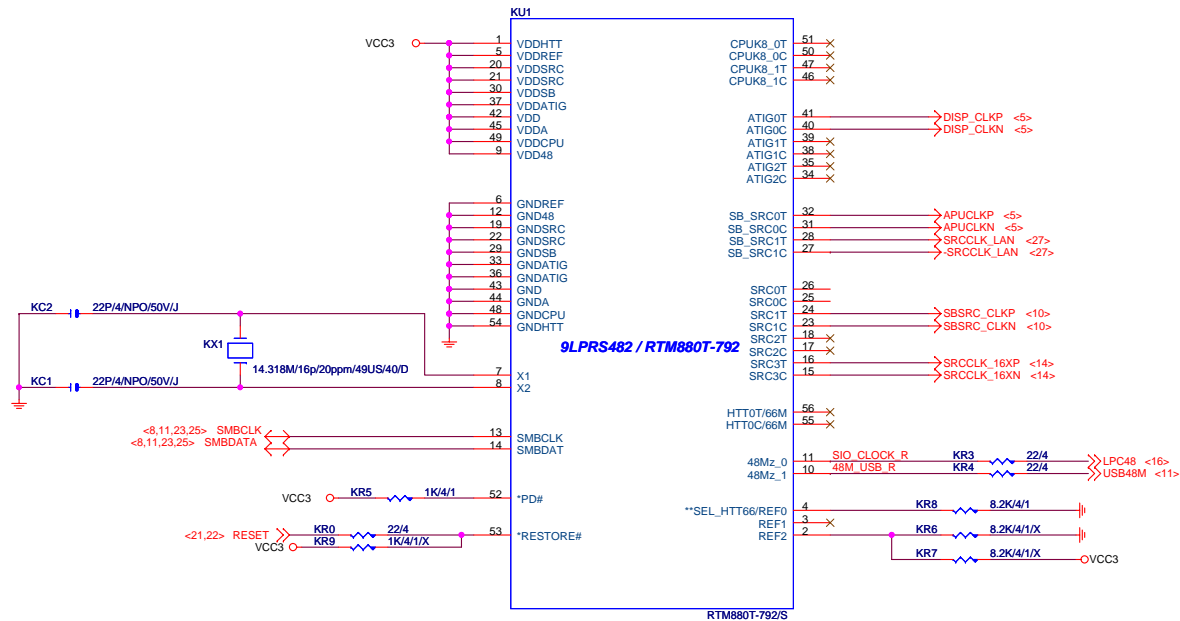 KU1
VCC3
1 VDDHTT
5 VDDREF
20 VDDSRC
21 VDDSRC
30 VDDSB
37 VDDATIG
42 VDD
45 VDDA
49 VDDCPU
9 VDD48
6 GNDREF
12 GND48
19 GNDSRC
22 GNDSRC
29 GNDSB
33 GNDATIG
36 GNDATIG
43 GND
44 GNDA
48 GNDCPU
54 GNDHTT
KC2 22P/4/NPO/50V/J
KX1
14.318M/16p/20ppm/49US/40/D
KC1 22P/4/NPO/50V/J
7 X1
8 X2
<8,11,23,25> SMBCLK 13 SMBCLK
<8,11,23,25> SMBDATA 14 SMBDAT
VCC3 KR5 1K/4/1 52 *PD#
<21,22> RESET KR0 22/4 53 *RESTORE#
VCC3 KR9 1K/4/1/X
9LPRS482 / RTM880T-792
CPUK8_0T 51
CPUK8_0C 50
CPUK8_1T 47
CPUK8_1C 46
ATIG0T 41 DISP_CLKP <5>
ATIG0C 40 DISP_CLKN <5>
ATIG1T 39
ATIG1C 38
ATIG2T 35
ATIG2C 34
SB_SRC0T 32 APUCLKP <5>
SB_SRC0C 31 APUCLKN <5>
SB_SRC1T 28 SRCCLK_LAN <27>
SB_SRC1C 27 -SRCCLK_LAN <27>
SRC0T 26
SRC0C 25
SRC1T 24 SBSRC_CLKP <10>
SRC1C 23 SBSRC_CLKN <10>
SRC2T 18
SRC2C 17
SRC3T 16 SRCCLK_16XP <14>
SRC3C 15 SRCCLK_16XN <14>
HTT0T/66M 56
HTT0C/66M 55
48Mz_0 11 SIO_CLOCK_R KR3 22/4 LPC48 <16>
48Mz_1 10 48M_USB_R KR4 22/4 USB48M <11>
**SEL_HTT66/REF0 4 KR8 8.2K/4/1
REF1 3
REF2 2 KR6 8.2K/4/1/X
KR7 8.2K/4/1/X VCC3
RTM880T-792/S